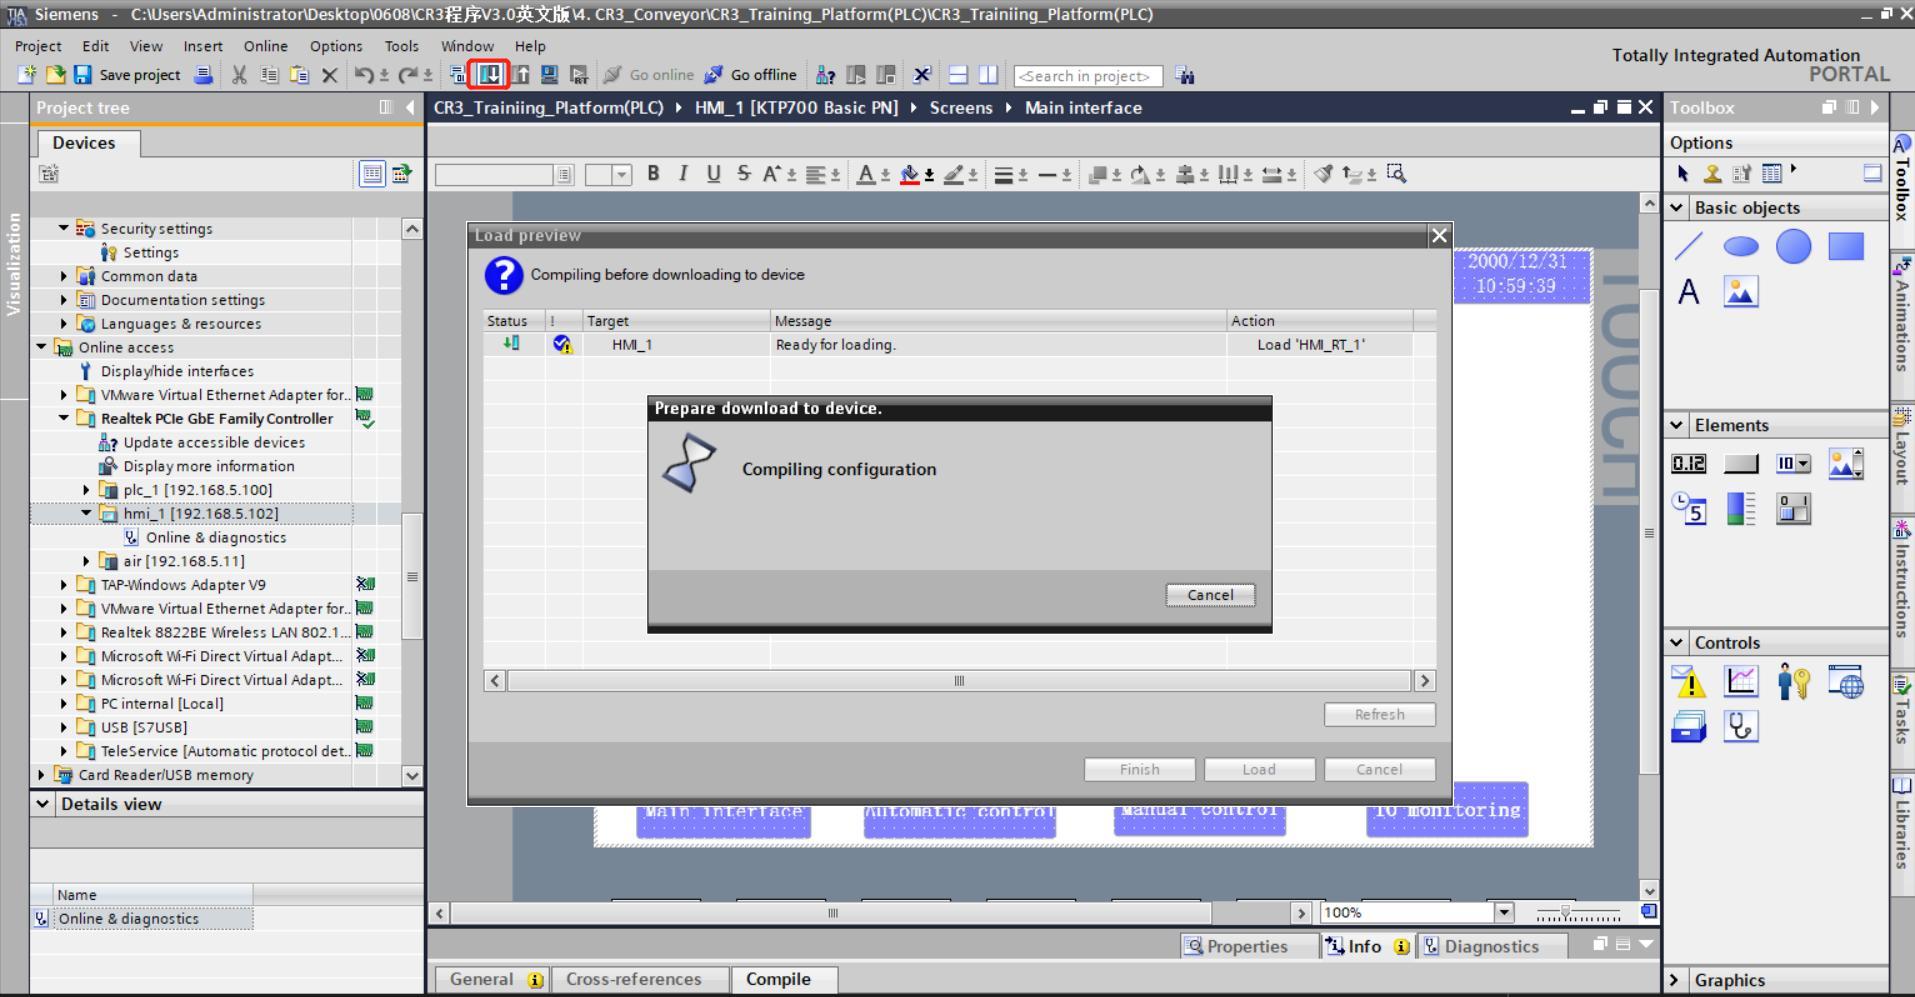 Siemens - C:\Users\Administrator\Desktop\0608\CR3程序V3.0英文版\4. CR3_Conveyor\CR3_Training_Platform(PLC)\CR3_Trainiing_Platform(PLC)
Project Edit View Insert Online Options Tools Window Help
Totally Integrated Automation
PORTAL
Save project Go online Go offline <Search in project>
Project tree
CR3_Trainiing_Platform(PLC) HMI_1 [KTP700 Basic PN] Screens Main interface
Toolbox
Devices
Options
B I U S A A
Visualization
Security settings
Settings
Common data
Documentation settings
Languages & resources
Online access
Display/hide interfaces
VMware Virtual Ethernet Adapter for..
Realtek PCIe GbE Family Controller
Update accessible devices
Display more information
plc_1 [192.168.5.100]
hmi_1 [192.168.5.102]
Online & diagnostics
air [192.168.5.11]
TAP-Windows Adapter V9
VMware Virtual Ethernet Adapter for..
Realtek 8822BE Wireless LAN 802.1...
Microsoft Wi-Fi Direct Virtual Adapt...
Microsoft Wi-Fi Direct Virtual Adapt...
PC internal [Local]
USB [S7USB]
TeleService [Automatic protocol det..
Card Reader/USB memory
Details view
Name
Online & diagnostics
Load preview
Compiling before downloading to device
Status ! Target Message Action
HMI_1 Ready for loading. Load 'HMI_RT_1'
Prepare download to device.
Compiling configuration
Cancel
Refresh
Finish Load Cancel
2000/12/31
10:59:39
TOUCH
Main interface Automatic control Manual control IO monitoring
100%
Properties Info Diagnostics
General Cross-references Compile
Basic objects
A
Elements
0.12 10
5
Controls
Graphics
Toolbox
Animations
Layout
Instructions
Tasks
Libraries